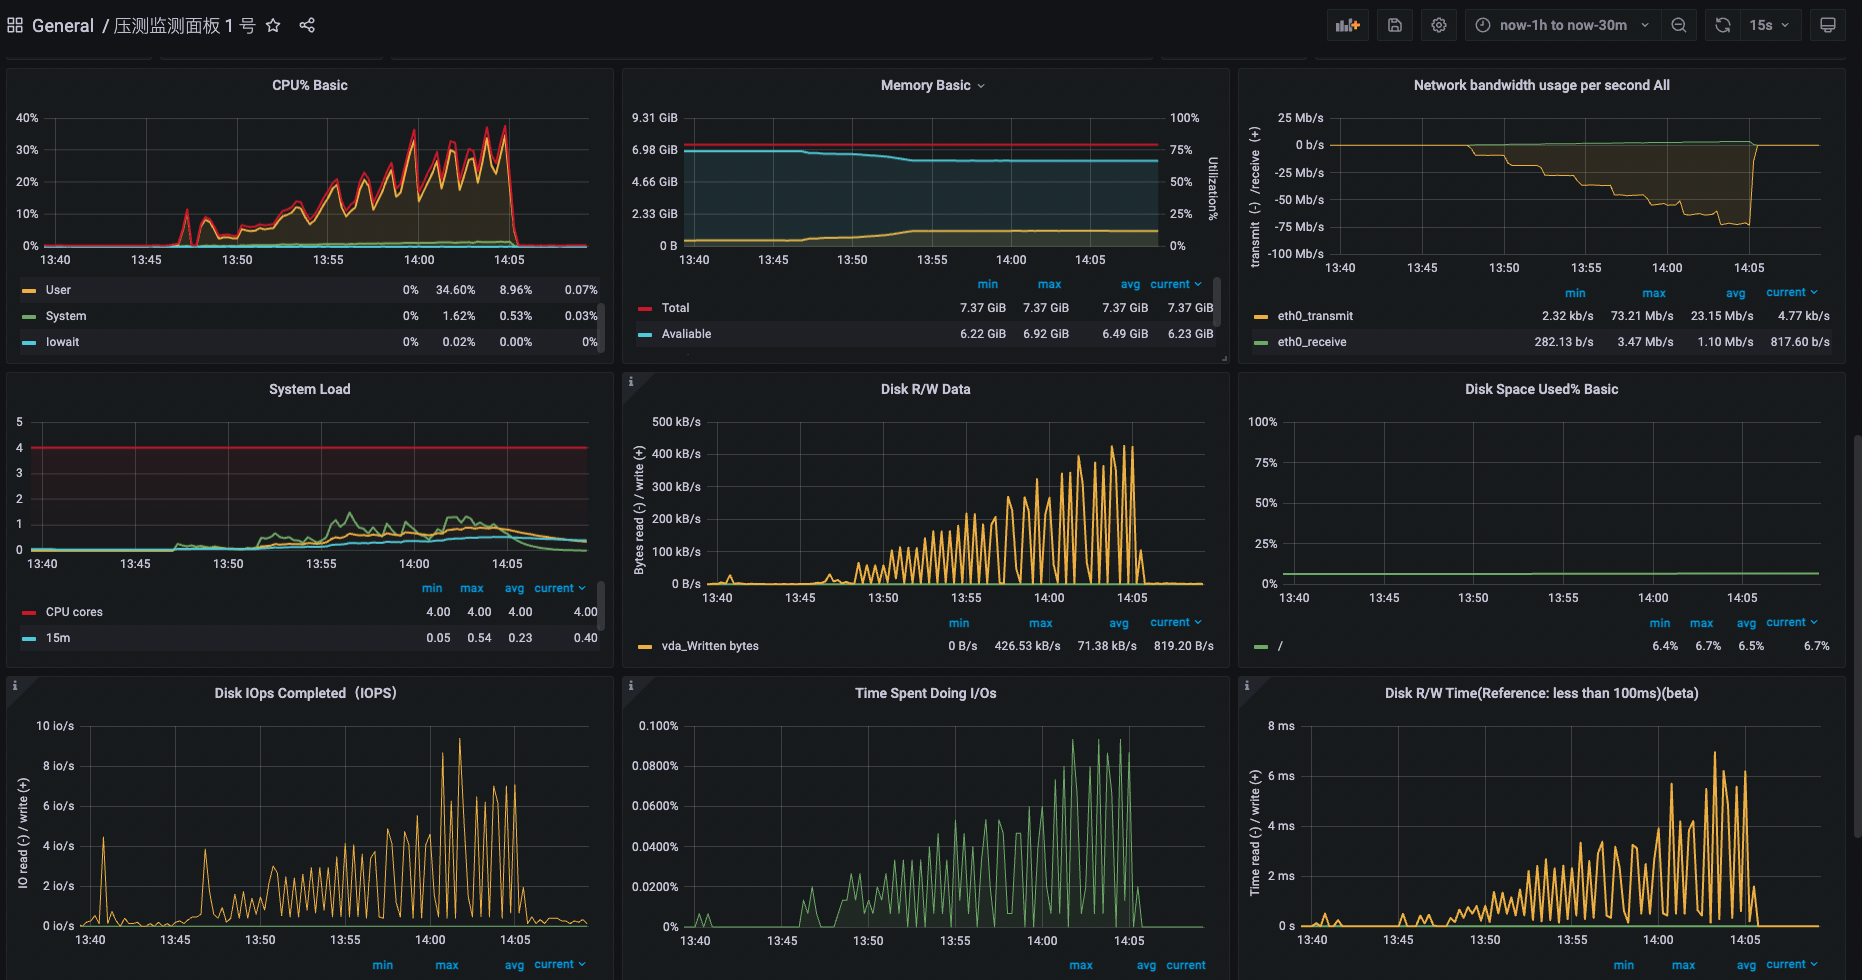 General / 压测监测面板 1 号
now-1h to now-30m
15s
CPU% Basic
40%
30%
20%
10%
0%
13:40 13:45 13:50 13:55 14:00 14:05
User 0% 34.60% 8.96% 0.07%
System 0% 1.62% 0.53% 0.03%
Iowait 0% 0.02% 0.00% 0%
Memory Basic
9.31 GiB 100%
6.98 GiB 75%
4.66 GiB 50%
2.33 GiB 25%
0 B 0%
Utilization%
13:40 13:45 13:50 13:55 14:00 14:05
min max avg current
Total 7.37 GiB 7.37 GiB 7.37 GiB 7.37 GiB
Avaliable 6.22 GiB 6.92 GiB 6.49 GiB 6.23 GiB
Network bandwidth usage per second All
transmit (-) /receive (+)
25 Mb/s
0 b/s
-25 Mb/s
-50 Mb/s
-75 Mb/s
-100 Mb/s
13:40 13:45 13:50 13:55 14:00 14:05
min max avg current
eth0_transmit 2.32 kb/s 73.21 Mb/s 23.15 Mb/s 4.77 kb/s
eth0_receive 282.13 b/s 3.47 Mb/s 1.10 Mb/s 817.60 b/s
System Load
5
4
3
2
1
0
13:40 13:45 13:50 13:55 14:00 14:05
min max avg current
CPU cores 4.00 4.00 4.00 4.00
15m 0.05 0.54 0.23 0.40
Disk R/W Data
Bytes read (-) / write (+)
500 kB/s
400 kB/s
300 kB/s
200 kB/s
100 kB/s
0 B/s
13:40 13:45 13:50 13:55 14:00 14:05
min max avg current
vda_Written bytes 0 B/s 426.53 kB/s 71.38 kB/s 819.20 B/s
Disk Space Used% Basic
100%
75%
50%
25%
0%
13:40 13:45 13:50 13:55 14:00 14:05
min max avg current
/ 6.4% 6.7% 6.5% 6.7%
Disk IOps Completed（IOPS）
IO read (-) / write (+)
10 io/s
8 io/s
6 io/s
4 io/s
2 io/s
0 io/s
13:40 13:45 13:50 13:55 14:00 14:05
min max avg current
Time Spent Doing I/Os
0.100%
0.0800%
0.0600%
0.0400%
0.0200%
0%
13:40 13:45 13:50 13:55 14:00 14:05
max avg current
Disk R/W Time(Reference: less than 100ms)(beta)
Time read (-) / write (+)
8 ms
6 ms
4 ms
2 ms
0 s
13:40 13:45 13:50 13:55 14:00 14:05
min max avg current